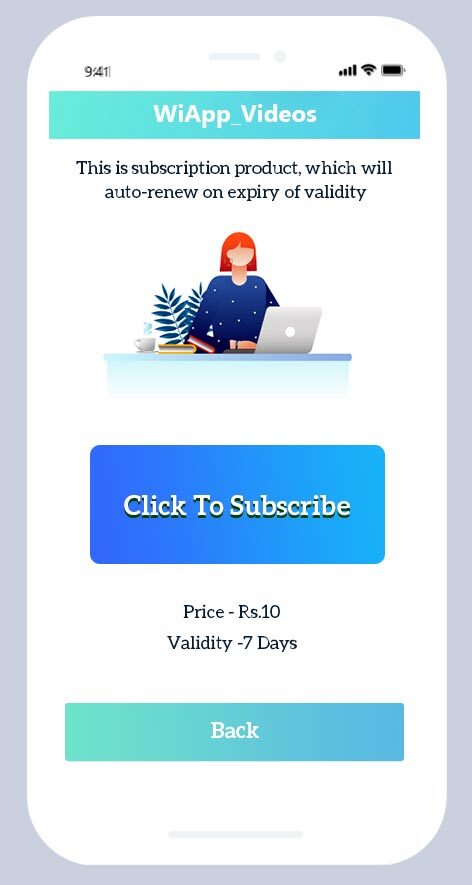 9:41
WiApp_Videos
This is subscription product, which will
auto-renew on expiry of validity
Click To Subscribe
Price - Rs.10
Validity -7 Days
Back